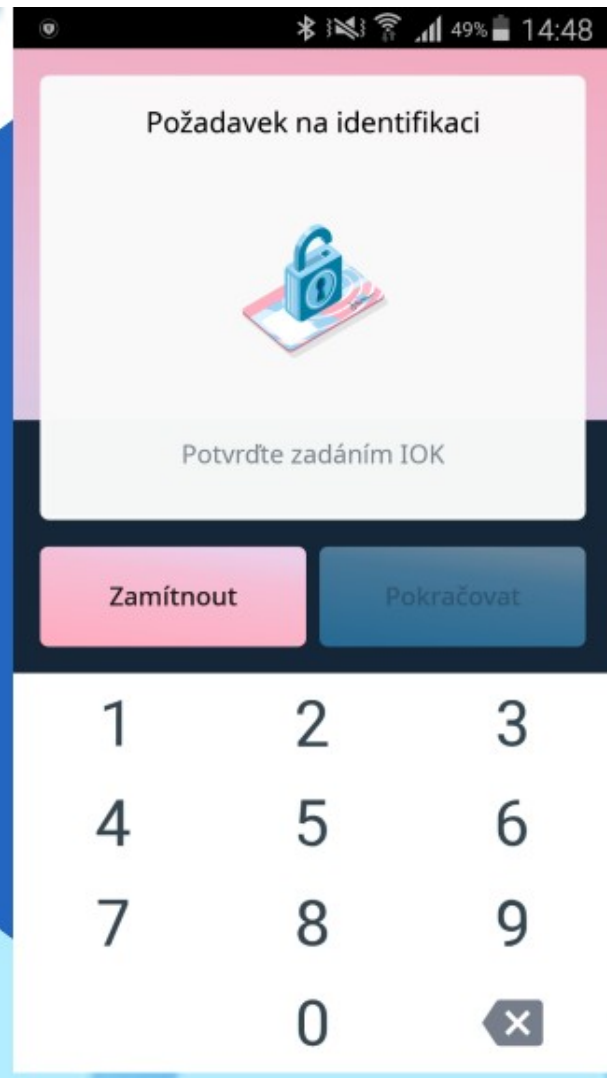 49% 14:48
Požadavek na identifikaci
Potvrďte zadáním IOK
Zamítnout Pokračovat
1 2 3
4 5 6
7 8 9
0